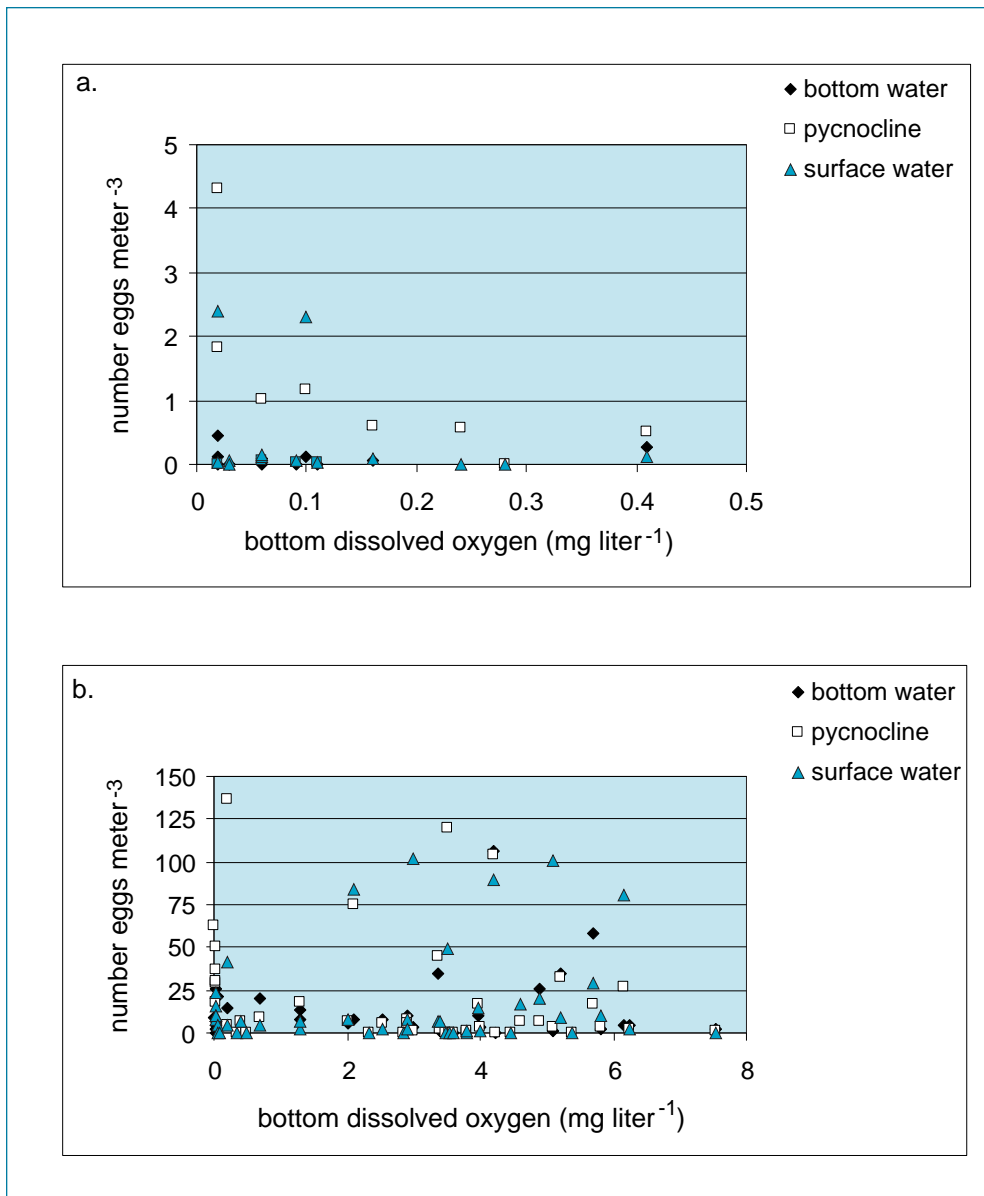 a.
bottom water
pycnocline
surface water
5
4
3
2
1
0
number eggs meter⁻³
0 0.1 0.2 0.3 0.4 0.5
bottom dissolved oxygen (mg liter⁻¹)
b.
bottom water
pycnocline
surface water
150
125
100
75
50
25
0
number eggs meter⁻³
0 2 4 6 8
bottom dissolved oxygen (mg liter⁻¹)